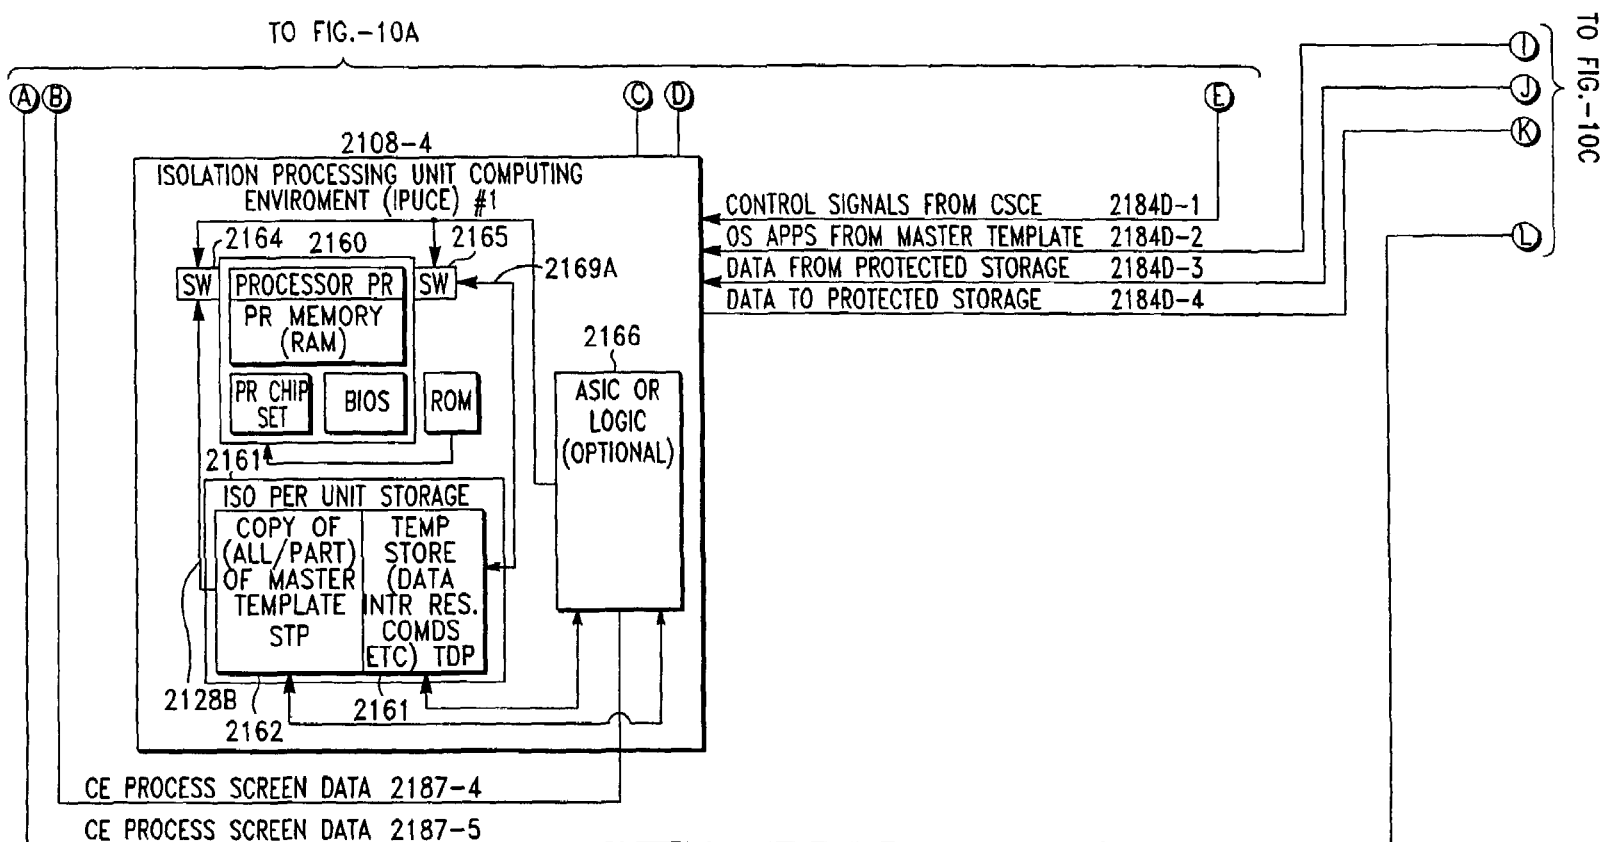 TO FIG.-10A
TO FIG.-10C
A B C D E
I
J
K
L
2108-4
ISOLATION PROCESSING UNIT COMPUTING
ENVIROMENT (IPUCE) #1
CONTROL SIGNALS FROM CSCE 2184D-1
OS APPS FROM MASTER TEMPLATE 2184D-2
DATA FROM PROTECTED STORAGE 2184D-3
DATA TO PROTECTED STORAGE 2184D-4
2164 2160 2165
2169A
SW
PROCESSOR PR
SW
PR MEMORY
(RAM)
PR CHIP
SET
BIOS
ROM
2166
ASIC OR
LOGIC
(OPTIONAL)
2161
ISO PER UNIT STORAGE
COPY OF
(ALL/PART)
OF MASTER
TEMPLATE
STP
TEMP
STORE
(DATA
INTR RES.
COMDS
ETC) TDP
2128B
2162
2161
CE PROCESS SCREEN DATA 2187-4
CE PROCESS SCREEN DATA 2187-5